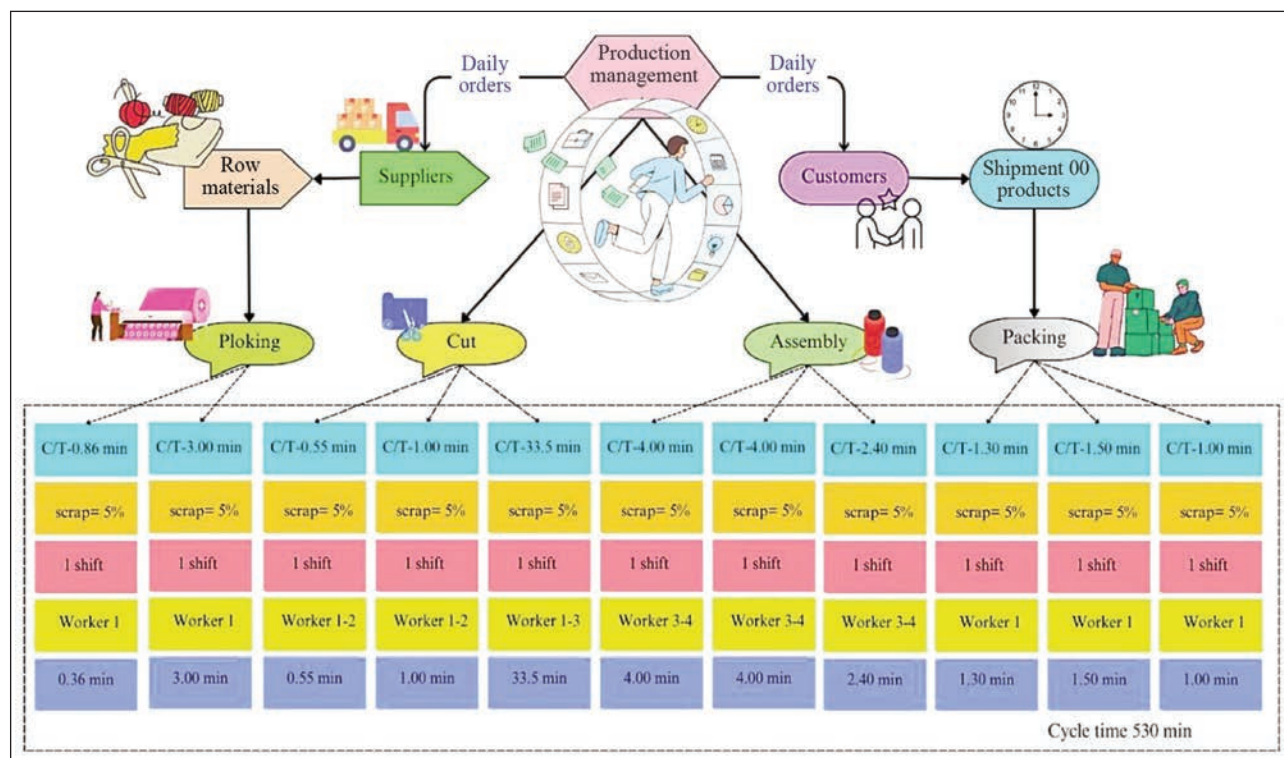 Production
management
Daily
orders
Daily
orders
Row
materials
Suppliers
Customers
Shipment 00
products
Ploking
Cut
Assembly
Packing
C/T-0.86 min C/T-3.00 min C/T-0.55 min C/T-1.00 min C/T-33.5 min C/T-4.00 min C/T-4.00 min C/T-2.40 min C/T-1.30 min C/T-1.50 min C/T-1.00 min
scrap= 5% scrap= 5% scrap= 5% scrap= 5% scrap= 5% scrap= 5% scrap= 5% scrap= 5% scrap= 5% scrap= 5% scrap= 5%
1 shift 1 shift 1 shift 1 shift 1 shift 1 shift 1 shift 1 shift 1 shift 1 shift 1 shift
Worker 1 Worker 1 Worker 1-2 Worker 1-2 Worker 1-3 Worker 3-4 Worker 3-4 Worker 3-4 Worker 1 Worker 1 Worker 1
0.36 min 3.00 min 0.55 min 1.00 min 33.5 min 4.00 min 4.00 min 2.40 min 1.30 min 1.50 min 1.00 min
Cycle time 530 min